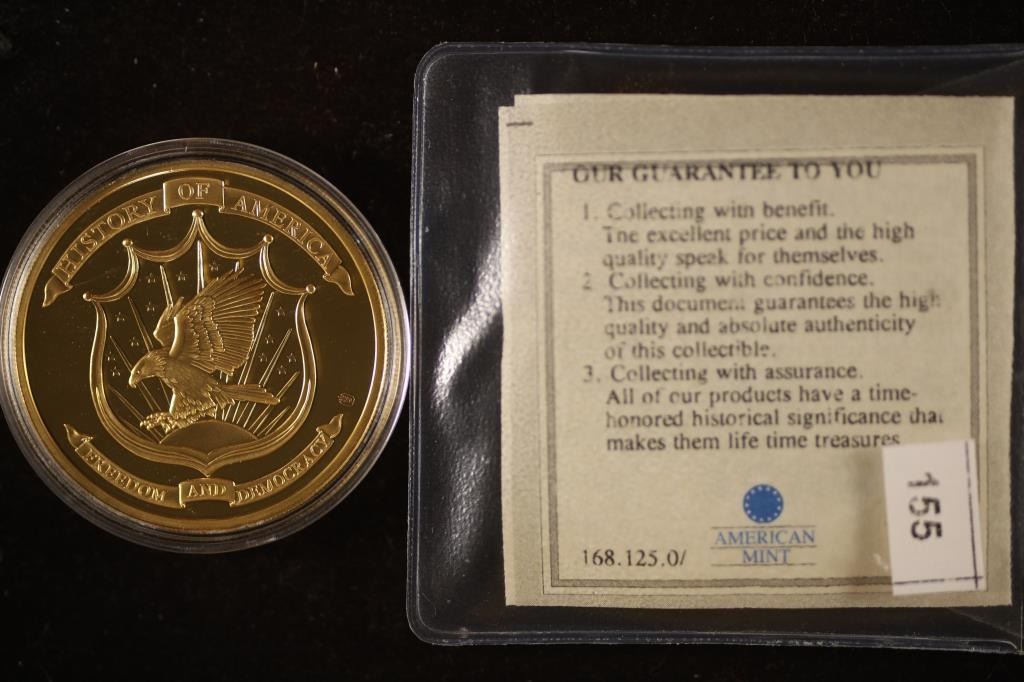 HISTORY OF AMERICA
FREEDOM AND DEMOCRACY
OUR GUARANTEE TO YOU
1. Collecting with benefit.
The excellent price and the high
quality speak for themselves.
2 Collecting with confidence.
This document guarantees the high
quality and absolute authenticity
of this collectible.
3. Collecting with assurance.
All of our products have a time-
honored historical significance that
makes them life time treasures
168.125.0/
AMERICAN
MINT
155